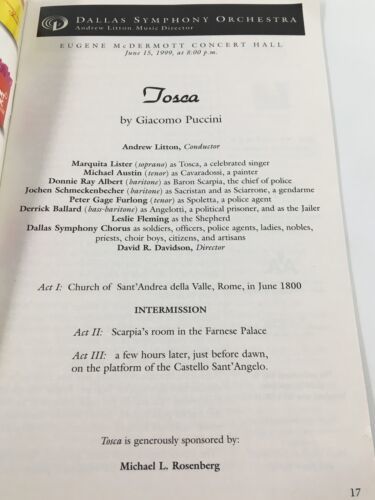 DALLAS SYMPHONY ORCHESTRA
Andrew Litton, Music Director
EUGENE McDERMOTT CONCERT HALL
June 15, 1999, at 8:00 p.m.
Tosca
by Giacomo Puccini
Andrew Litton, Conductor
Marquita Lister (soprano) as Tosca, a celebrated singer
Michael Austin (tenor) as Cavaradossi, a painter
Donnie Ray Albert (baritone) as Baron Scarpia, the chief of police
Jochen Schmeckenbecher (baritone) as Sacristan and as Sciarrone, a gendarme
Peter Gage Furlong (tenor) as Spoletta, a police agent
Derrick Ballard (bass-baritone) as Angelotti, a political prisoner, and as the Jailer
Leslie Fleming as the Shepherd
Dallas Symphony Chorus as soldiers, officers, police agents, ladies, nobles,
priests, choir boys, citizens, and artisans
David R. Davidson, Director
Act I: Church of Sant'Andrea della Valle, Rome, in June 1800
INTERMISSION
Act II: Scarpia's room in the Farnese Palace
Act III: a few hours later, just before dawn,
on the platform of the Castello Sant'Angelo.
Tosca is generously sponsored by:
Michael L. Rosenberg
17